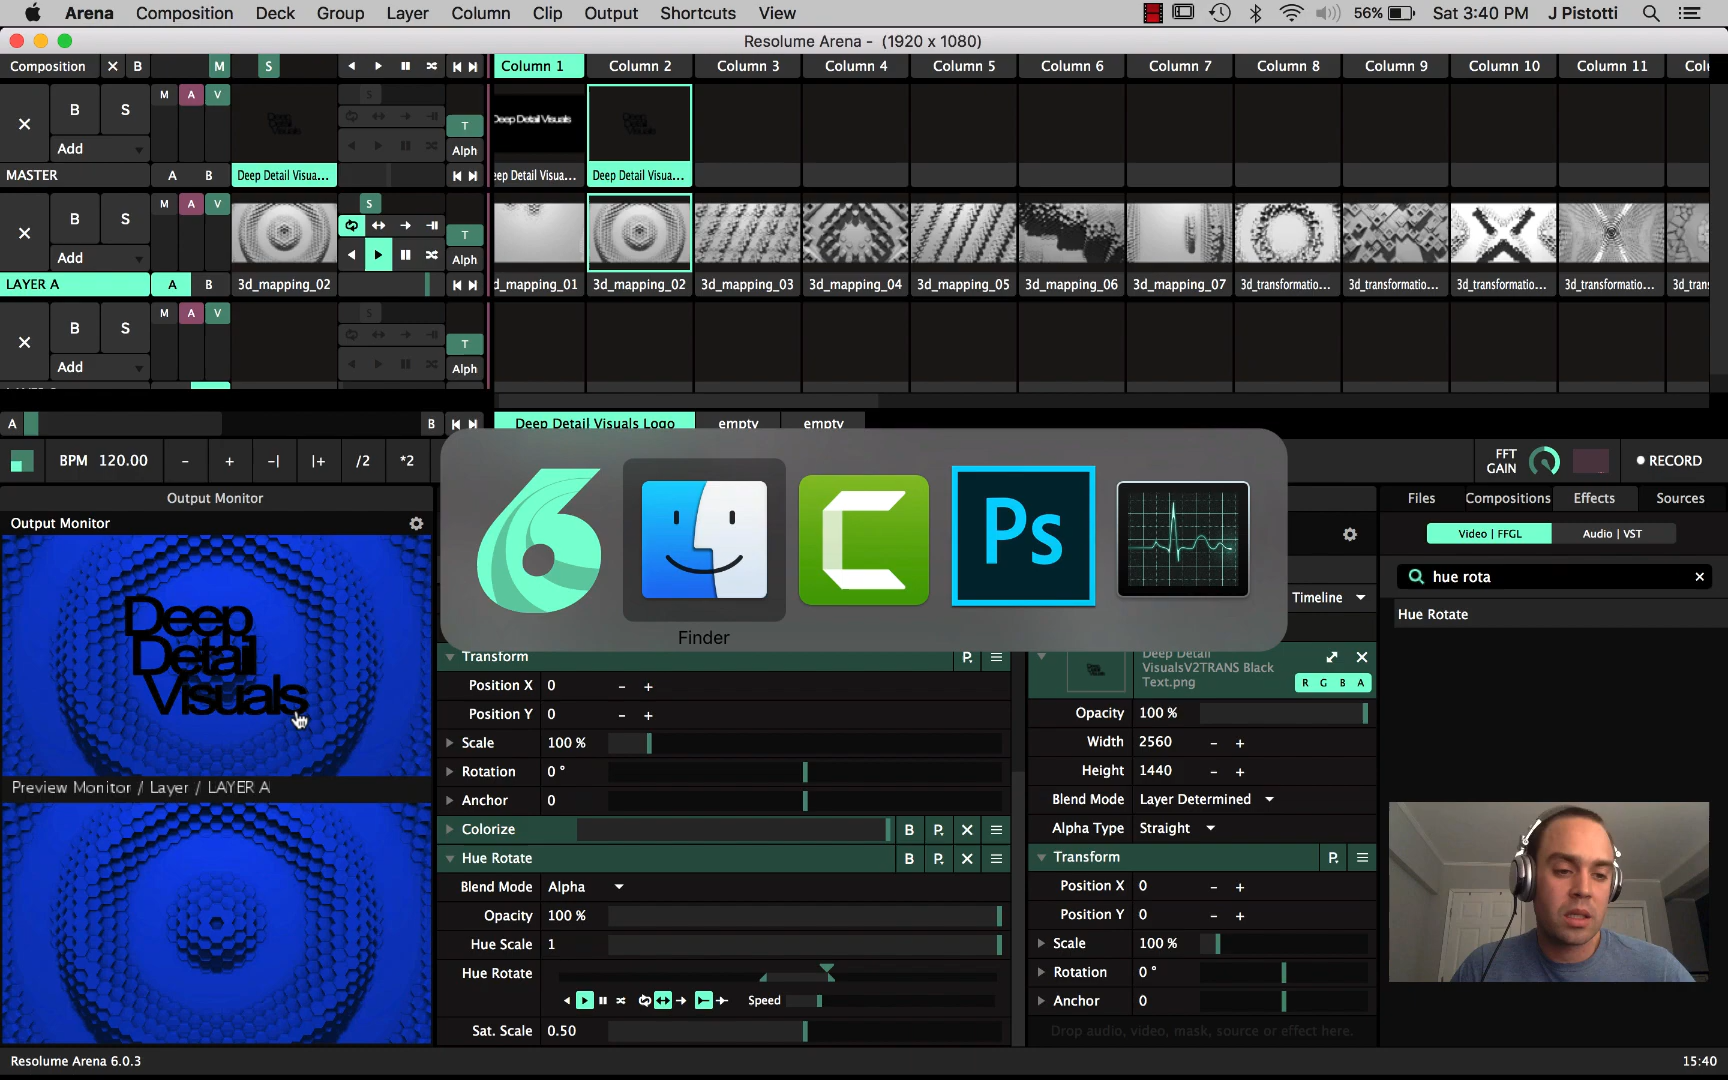 Arena Composition Deck Group Layer Column Clip Output Shortcuts View 56% Sat 3:40 PM J Pistotti
Resolume Arena - (1920 x 1080)
Composition X B M S Column 1 Column 2 Column 3 Column 4 Column 5 Column 6 Column 7 Column 8 Column 9 Column 10 Column 11
B S M A V S
Deep Detail Visuals
T
Add Alph
MASTER A B Deep Detail Visua... eep Detail Visua... Deep Detail Visua...
B S M A V S
T
Add Alph
LAYER A A B 3d_mapping_02 d_mapping_01 3d_mapping_02 3d_mapping_03 3d_mapping_04 3d_mapping_05 3d_mapping_06 3d_mapping_07 3d_transformatio... 3d_transformatio... 3d_transformatio... 3d_transformatio... 3d_tran
B S M A V S
T
Add Alph
A B Deep Detail Visuals Logo empty empty
BPM 120.00 - + -| |+ /2 *2 FFT GAIN RECORD
Output Monitor Files Compositions Effects Sources
Output Monitor
Video | FFGL Audio | VST
hue rota
Timeline
Hue Rotate
Ps
Finder
Deep
Detail
Visuals
Transform P.
Position X 0 - +
Position Y 0 - +
Scale 100 %
Rotation 0 °
Anchor 0
Colorize B P.
Hue Rotate B P.
Blend Mode Alpha
Opacity 100 %
Hue Scale 1
Hue Rotate
Speed
Sat. Scale 0.50
Deep Detail
VisualsV2TRANS Black
Text.png
R G B A
Opacity 100 %
Width 2560 - +
Height 1440 - +
Blend Mode Layer Determined
Alpha Type Straight
Transform P.
Position X 0 - +
Position Y 0 - +
Scale 100 %
Rotation 0 °
Anchor 0
Drop audio, video, mask, source or effect here.
Preview Monitor / Layer / LAYER A
Resolume Arena 6.0.3 15:40